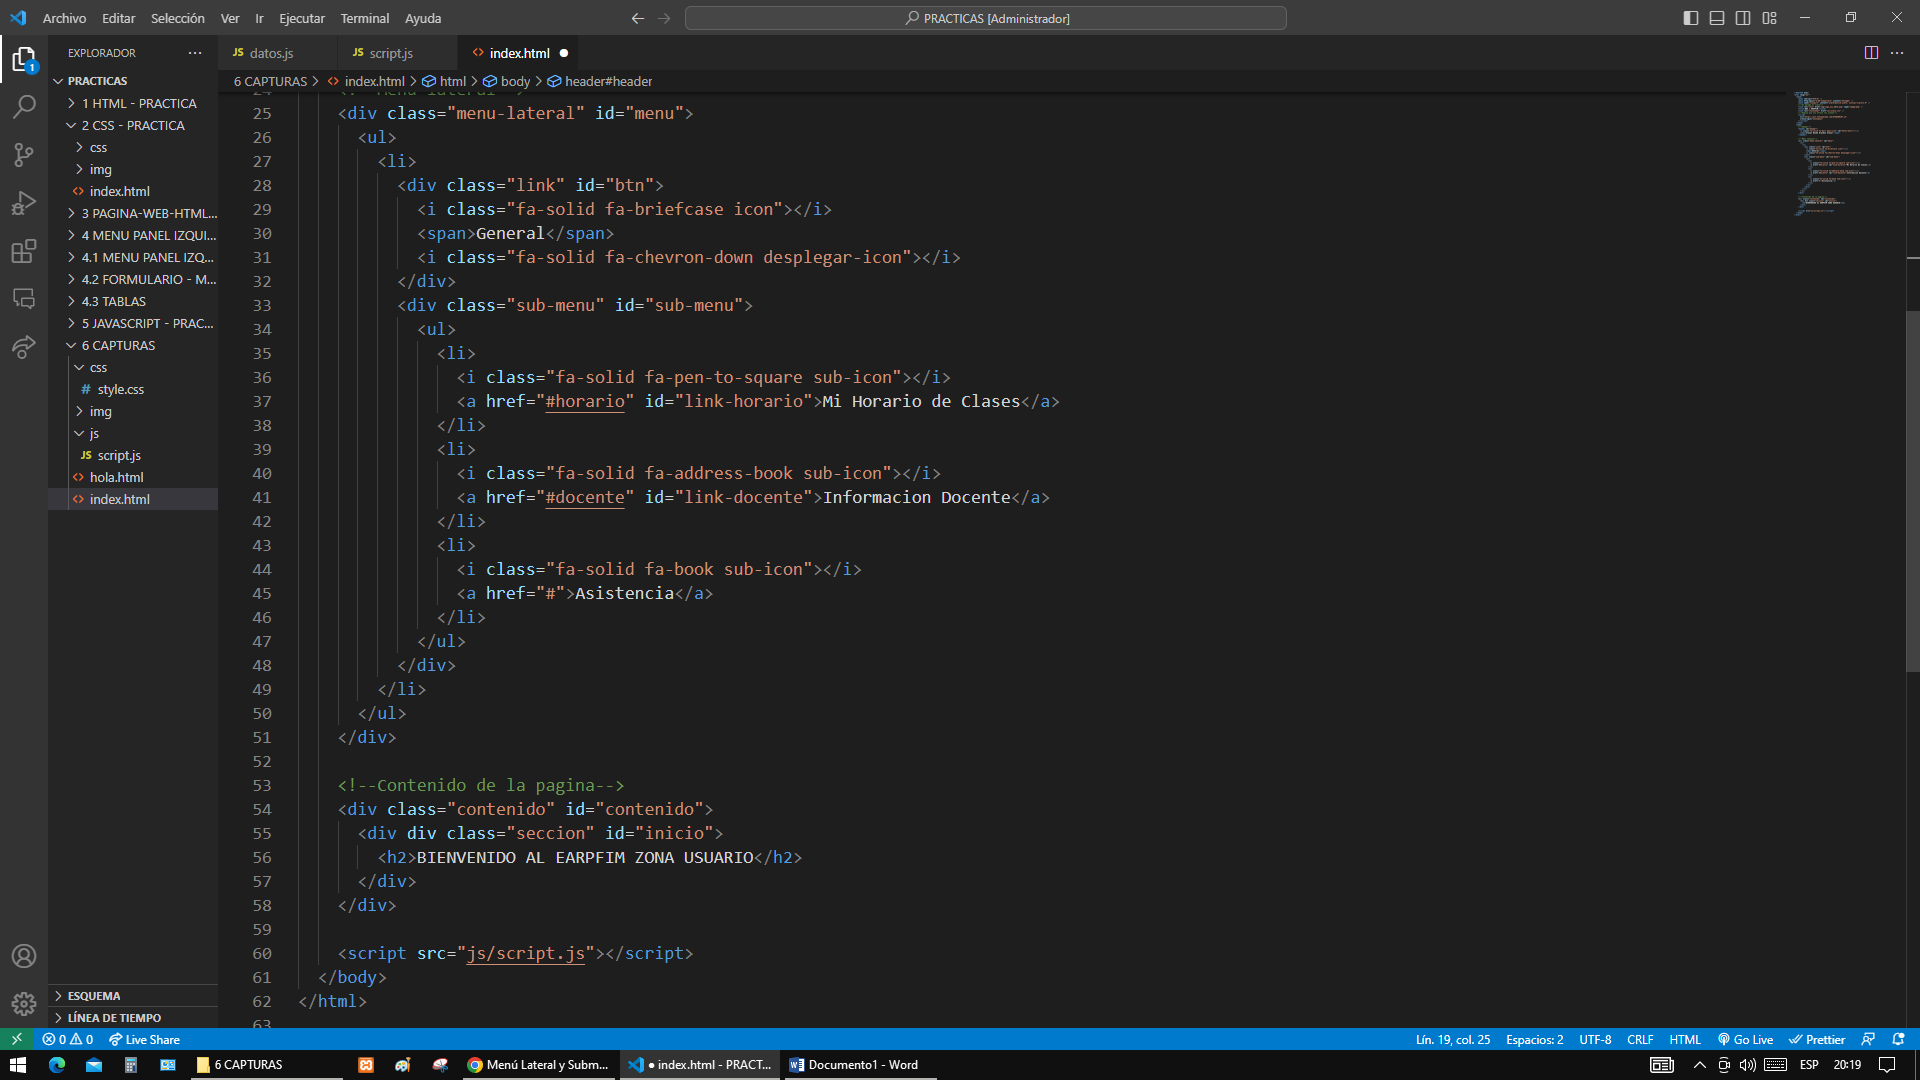 Archivo Editar Selección Ver Ir Ejecutar Terminal Ayuda
PRACTICAS [Administrador]
EXPLORADOR
datos.js
script.js
index.html
6 CAPTURAS > index.html > html > body > header#header
PRACTICAS
1 HTML - PRACTICA
2 CSS - PRACTICA
css
img
index.html
3 PAGINA-WEB-HTML...
4 MENU PANEL IZQUI...
4.1 MENU PANEL IZQ...
4.2 FORMULARIO - M...
4.3 TABLAS
5 JAVASCRIPT - PRAC...
6 CAPTURAS
css
style.css
img
js
script.js
hola.html
index.html
ESQUEMA
LÍNEA DE TIEMPO
25 <div class="menu-lateral" id="menu">
26 <ul>
27 <li>
28 <div class="link" id="btn">
29 <i class="fa-solid fa-briefcase icon"></i>
30 <span>General</span>
31 <i class="fa-solid fa-chevron-down desplegar-icon"></i>
32 </div>
33 <div class="sub-menu" id="sub-menu">
34 <ul>
35 <li>
36 <i class="fa-solid fa-pen-to-square sub-icon"></i>
37 <a href="#horario" id="link-horario">Mi Horario de Clases</a>
38 </li>
39 <li>
40 <i class="fa-solid fa-address-book sub-icon"></i>
41 <a href="#docente" id="link-docente">Informacion Docente</a>
42 </li>
43 <li>
44 <i class="fa-solid fa-book sub-icon"></i>
45 <a href="#">Asistencia</a>
46 </li>
47 </ul>
48 </div>
49 </li>
50 </ul>
51 </div>
52
53 <!--Contenido de la pagina-->
54 <div class="contenido" id="contenido">
55 <div div class="seccion" id="inicio">
56 <h2>BIENVENIDO AL EARPFIM ZONA USUARIO</h2>
57 </div>
58 </div>
59
60 <script src="js/script.js"></script>
61 </body>
62 </html>
63
0 0 Live Share
Lín. 19, col. 25 Espacios: 2 UTF-8 CRLF HTML Go Live Prettier
6 CAPTURAS
Menú Lateral y Subm...
● index.html - PRACT...
Documento1 - Word
ESP 20:19